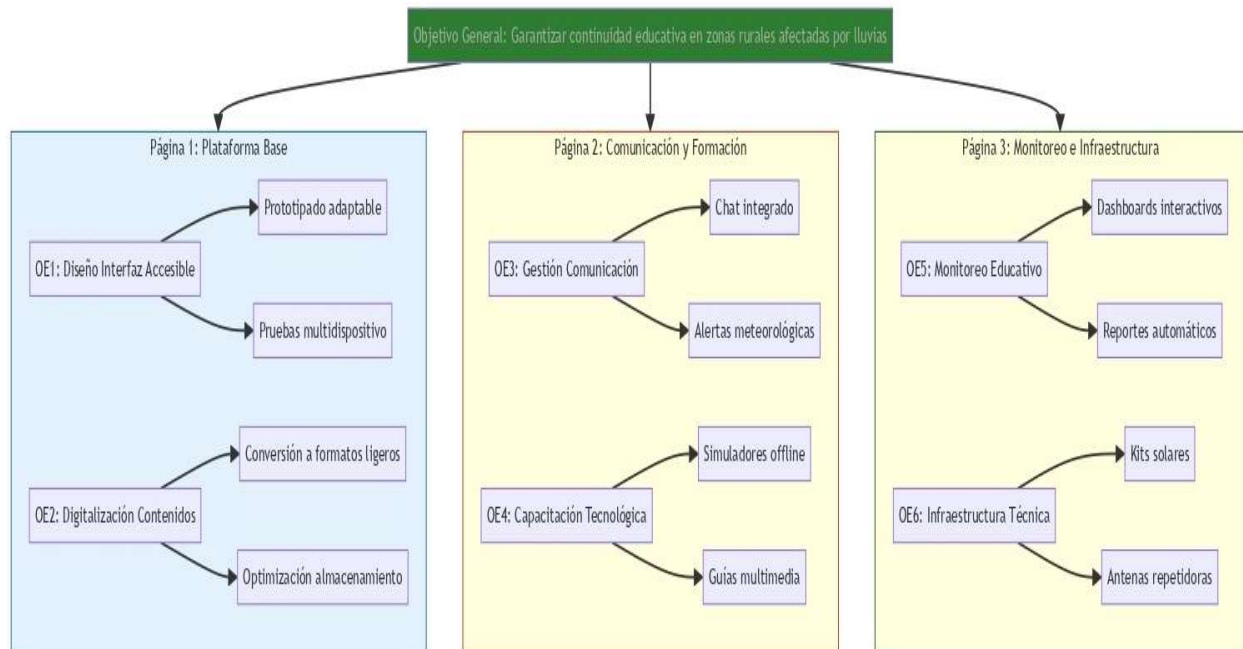 Objetivo General: Garantizar continuidad educativa en zonas rurales afectadas por lluvias
Página 1: Plataforma Base
Prototipado adaptable
OE1: Diseño Interfaz Accesible
Pruebas multidispositivo
Conversión a formatos ligeros
OE2: Digitalización Contenidos
Optimización almacenamiento
Página 2: Comunicación y Formación
Chat integrado
OE3: Gestión Comunicación
Alertas meteorológicas
Simuladores offline
OE4: Capacitación Tecnológica
Guías multimedia
Página 3: Monitoreo e Infraestructura
Dashboards interactivos
OE5: Monitoreo Educativo
Reportes automáticos
Kits solares
OE6: Infraestructura Técnica
Antenas repetidoras